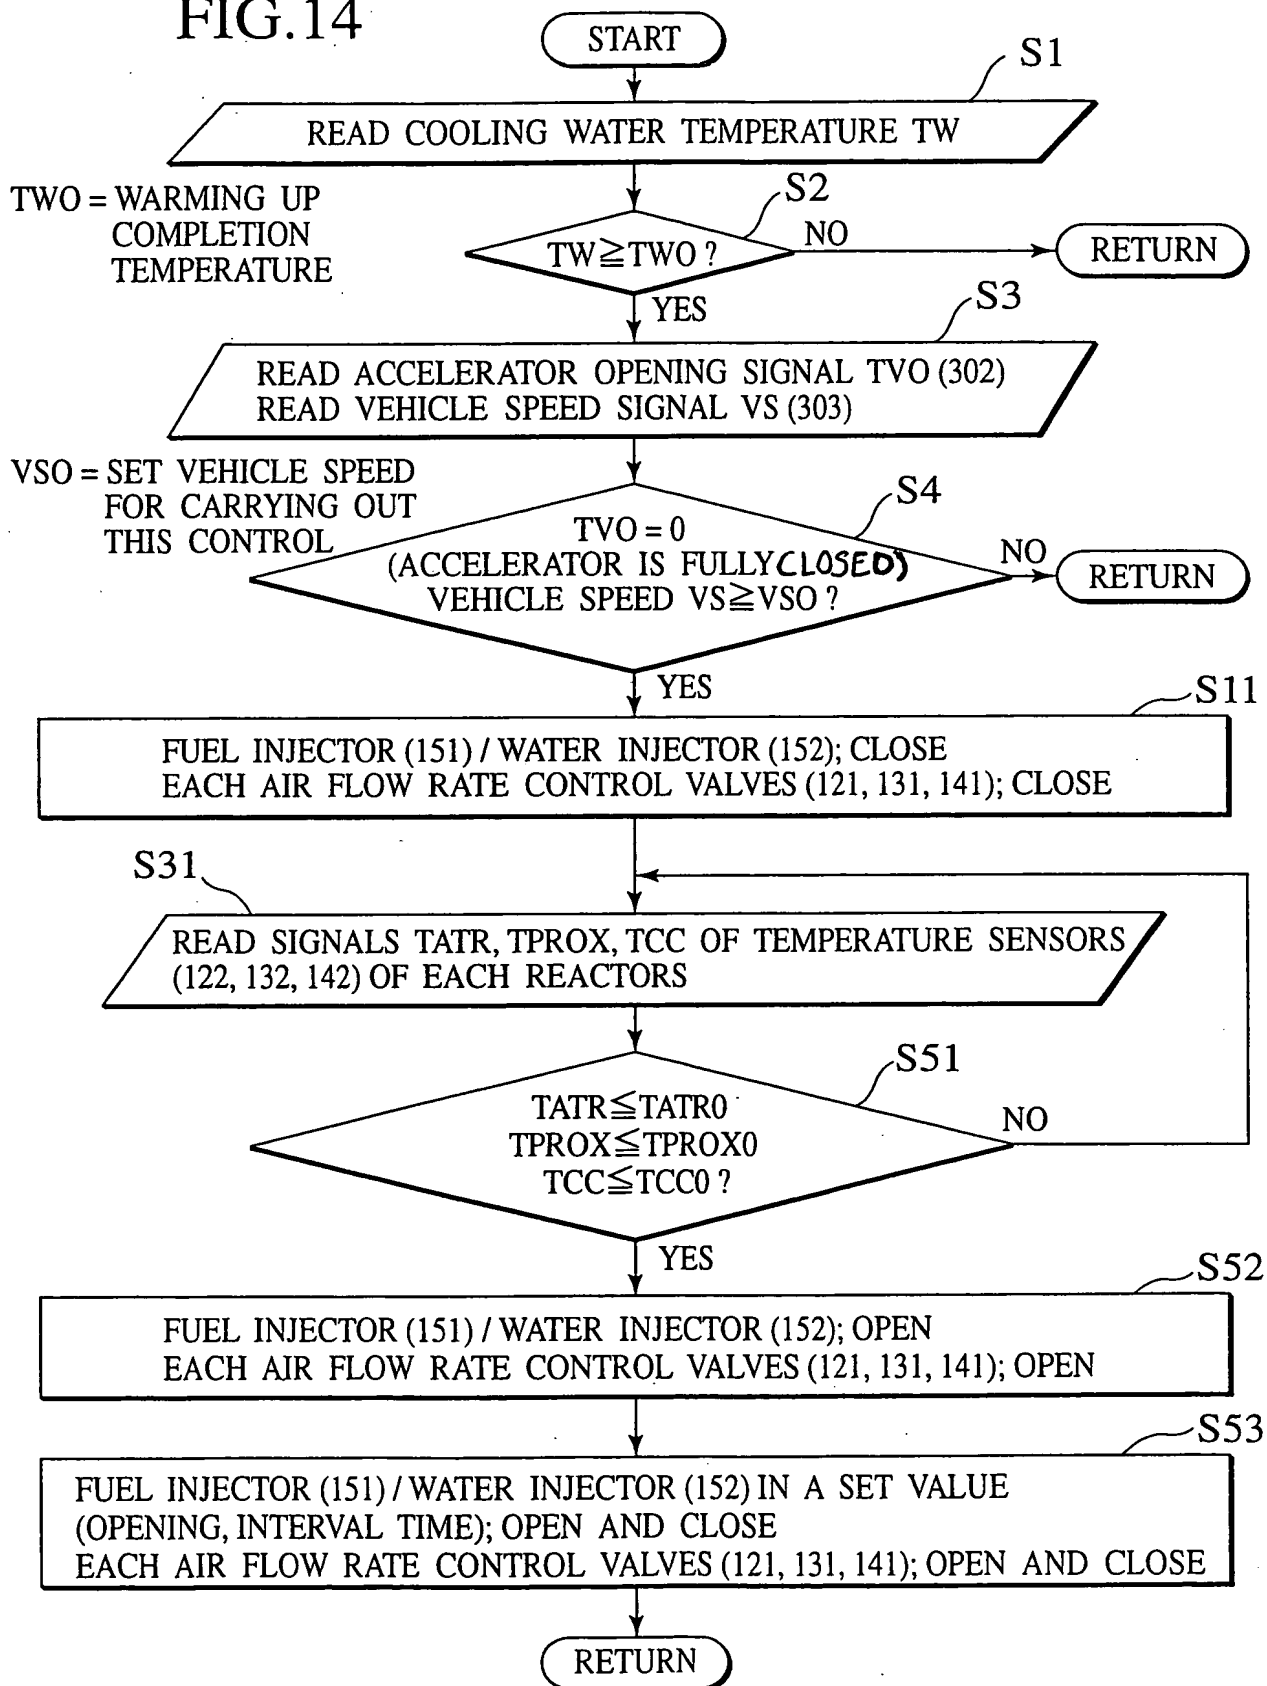 FIG.14
START
S1
READ COOLING WATER TEMPERATURE TW
TWO = WARMING UP
COMPLETION
TEMPERATURE
S2
TW≧TWO ?
NO
RETURN
YES
S3
READ ACCELERATOR OPENING SIGNAL TVO (302)
READ VEHICLE SPEED SIGNAL VS (303)
VSO = SET VEHICLE SPEED
FOR CARRYING OUT
THIS CONTROL
S4
TVO = 0
(ACCELERATOR IS FULLY CLOSED)
VEHICLE SPEED VS≧VSO ?
NO
RETURN
YES
S11
FUEL INJECTOR (151) / WATER INJECTOR (152); CLOSE
EACH AIR FLOW RATE CONTROL VALVES (121, 131, 141); CLOSE
S31
READ SIGNALS TATR, TPROX, TCC OF TEMPERATURE SENSORS
(122, 132, 142) OF EACH REACTORS
S51
TATR≦TATR0
TPROX≦TPROX0
TCC≦TCC0 ?
NO
YES
S52
FUEL INJECTOR (151) / WATER INJECTOR (152); OPEN
EACH AIR FLOW RATE CONTROL VALVES (121, 131, 141); OPEN
S53
FUEL INJECTOR (151) / WATER INJECTOR (152) IN A SET VALUE
(OPENING, INTERVAL TIME); OPEN AND CLOSE
EACH AIR FLOW RATE CONTROL VALVES (121, 131, 141); OPEN AND CLOSE
RETURN